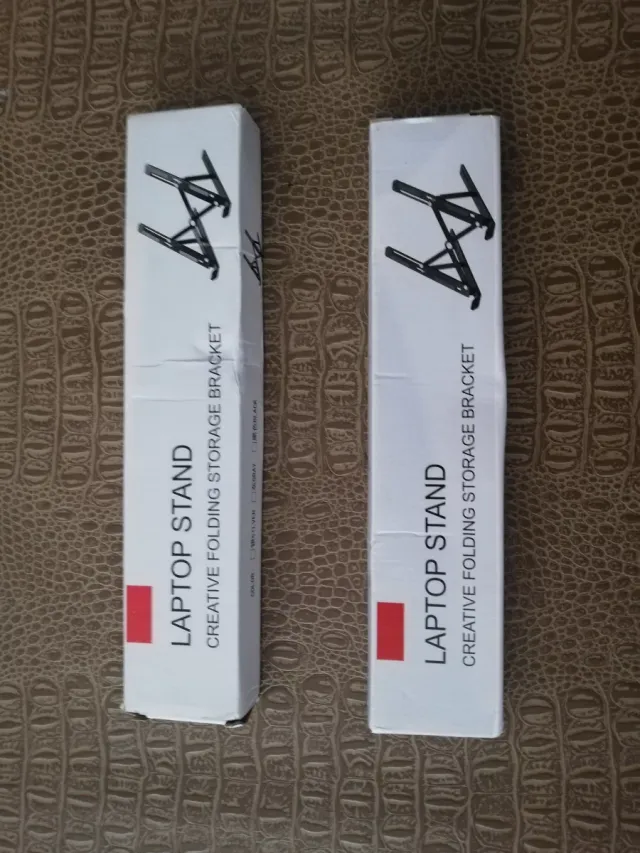 LAPTOP STAND
CREATIVE FOLDING STORAGE BRACKET
LAPTOP STAND
CREATIVE FOLDING STORAGE BRACKET